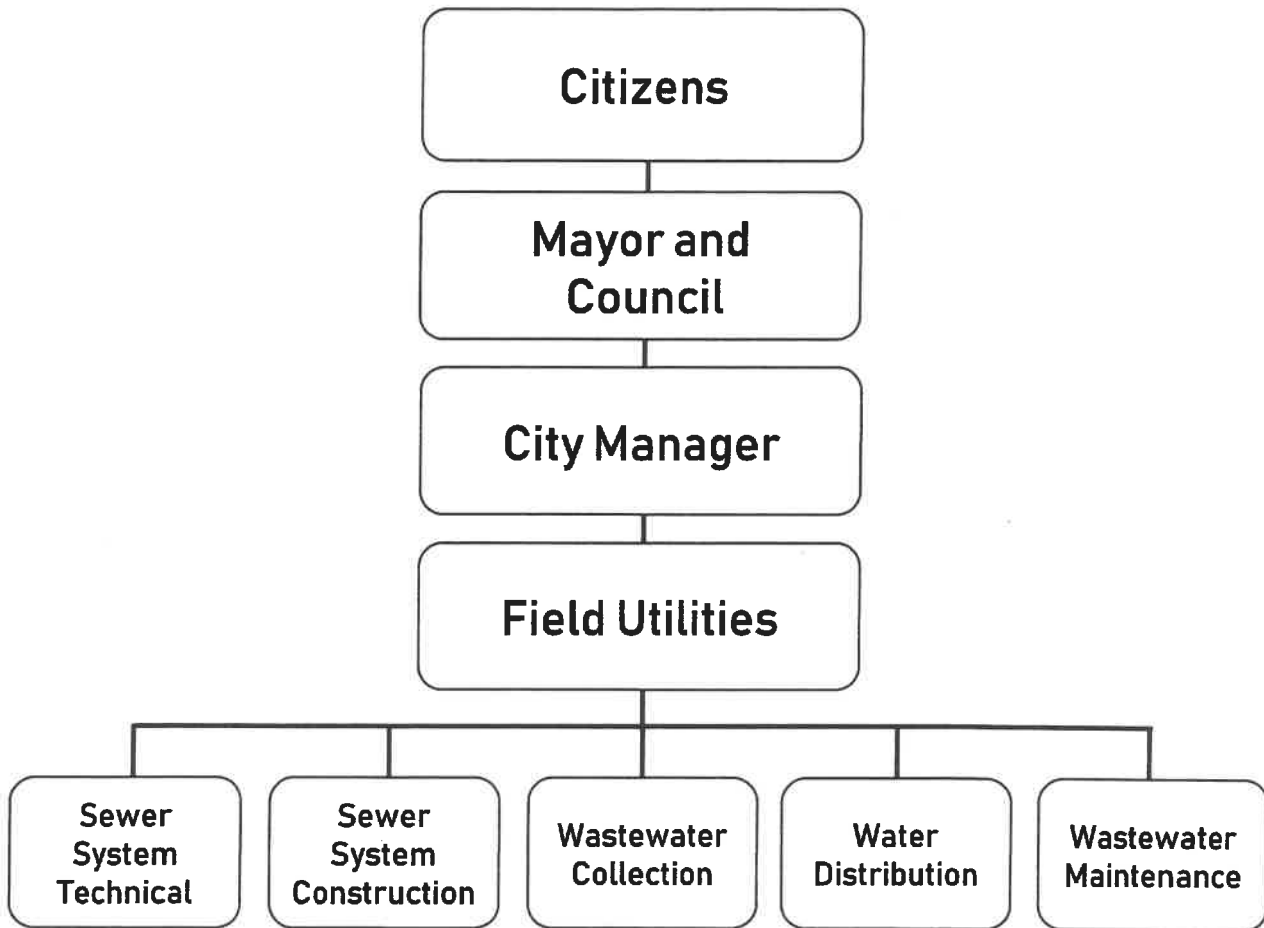 Citizens
Mayor and
Council
City Manager
Field Utilities
Sewer
System
Technical
Sewer
System
Construction
Wastewater
Collection
Water
Distribution
Wastewater
Maintenance